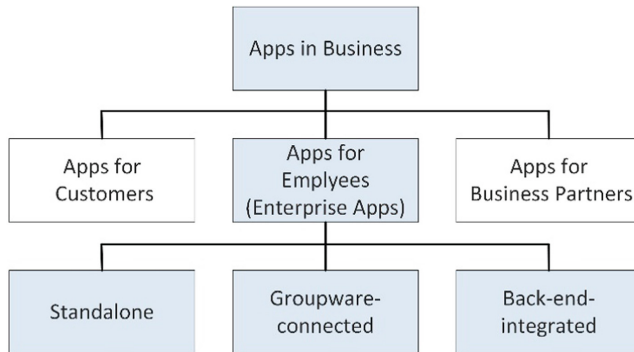 Apps in Business
Apps for
Customers
Apps for
Emplyees
(Enterprise Apps)
Apps for
Business Partners
Standalone
Groupware-
connected
Back-end-
integrated